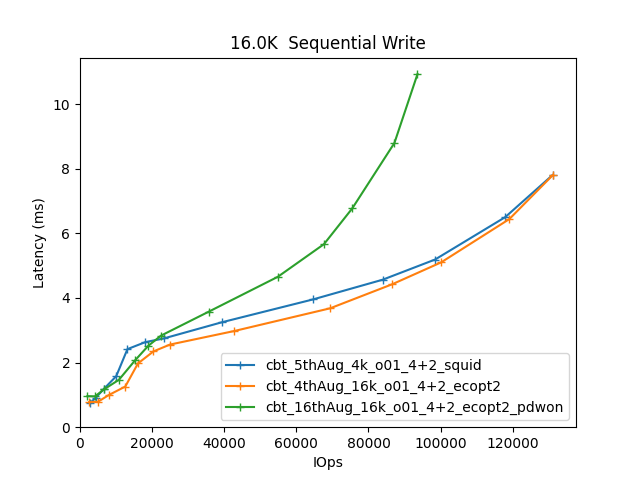 16.0K  Sequential Write
Latency (ms)
10
8
6
4
2
0
0 20000 40000 60000 80000 100000 120000
IOps
cbt_5thAug_4k_o01_4+2_squid
cbt_4thAug_16k_o01_4+2_ecopt2
cbt_16thAug_16k_o01_4+2_ecopt2_pdwon